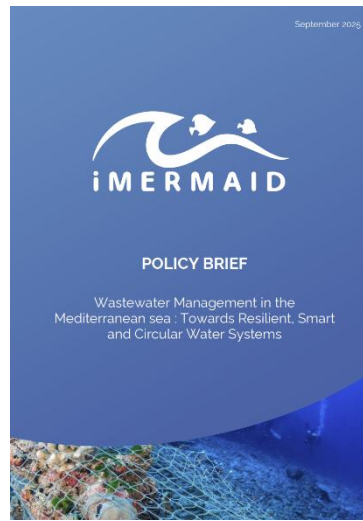 September 2025
iMERMAID
POLICY BRIEF
Wastewater Management in the
Mediterranean sea : Towards Resilient, Smart
and Circular Water Systems